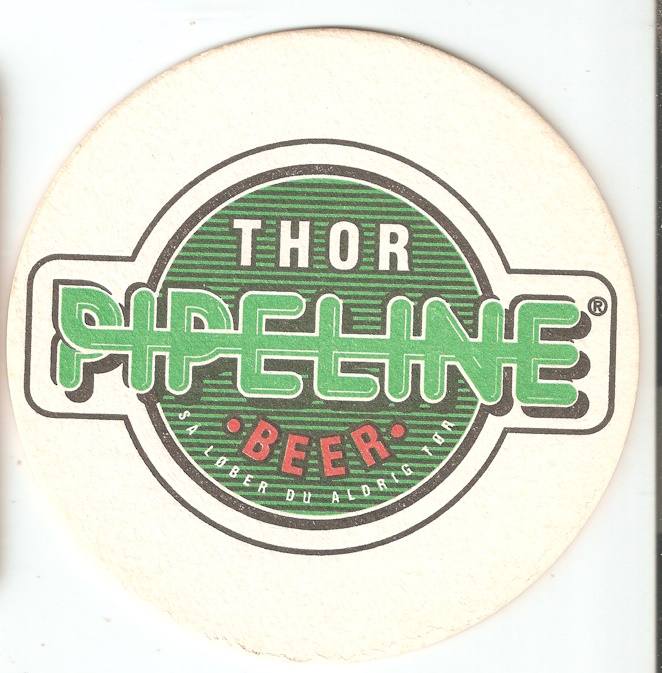 THOR
PIPELINE®
•BEER•
SÅ LØBER DU ALDRIG TØR